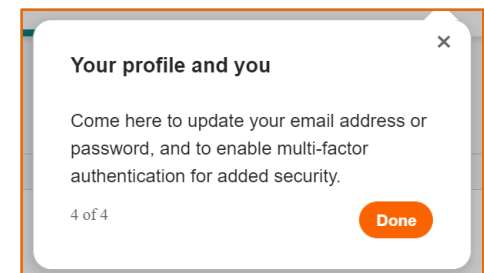 Your profile and you
Come here to update your email address or
password, and to enable multi-factor
authentication for added security.
4 of 4
Done